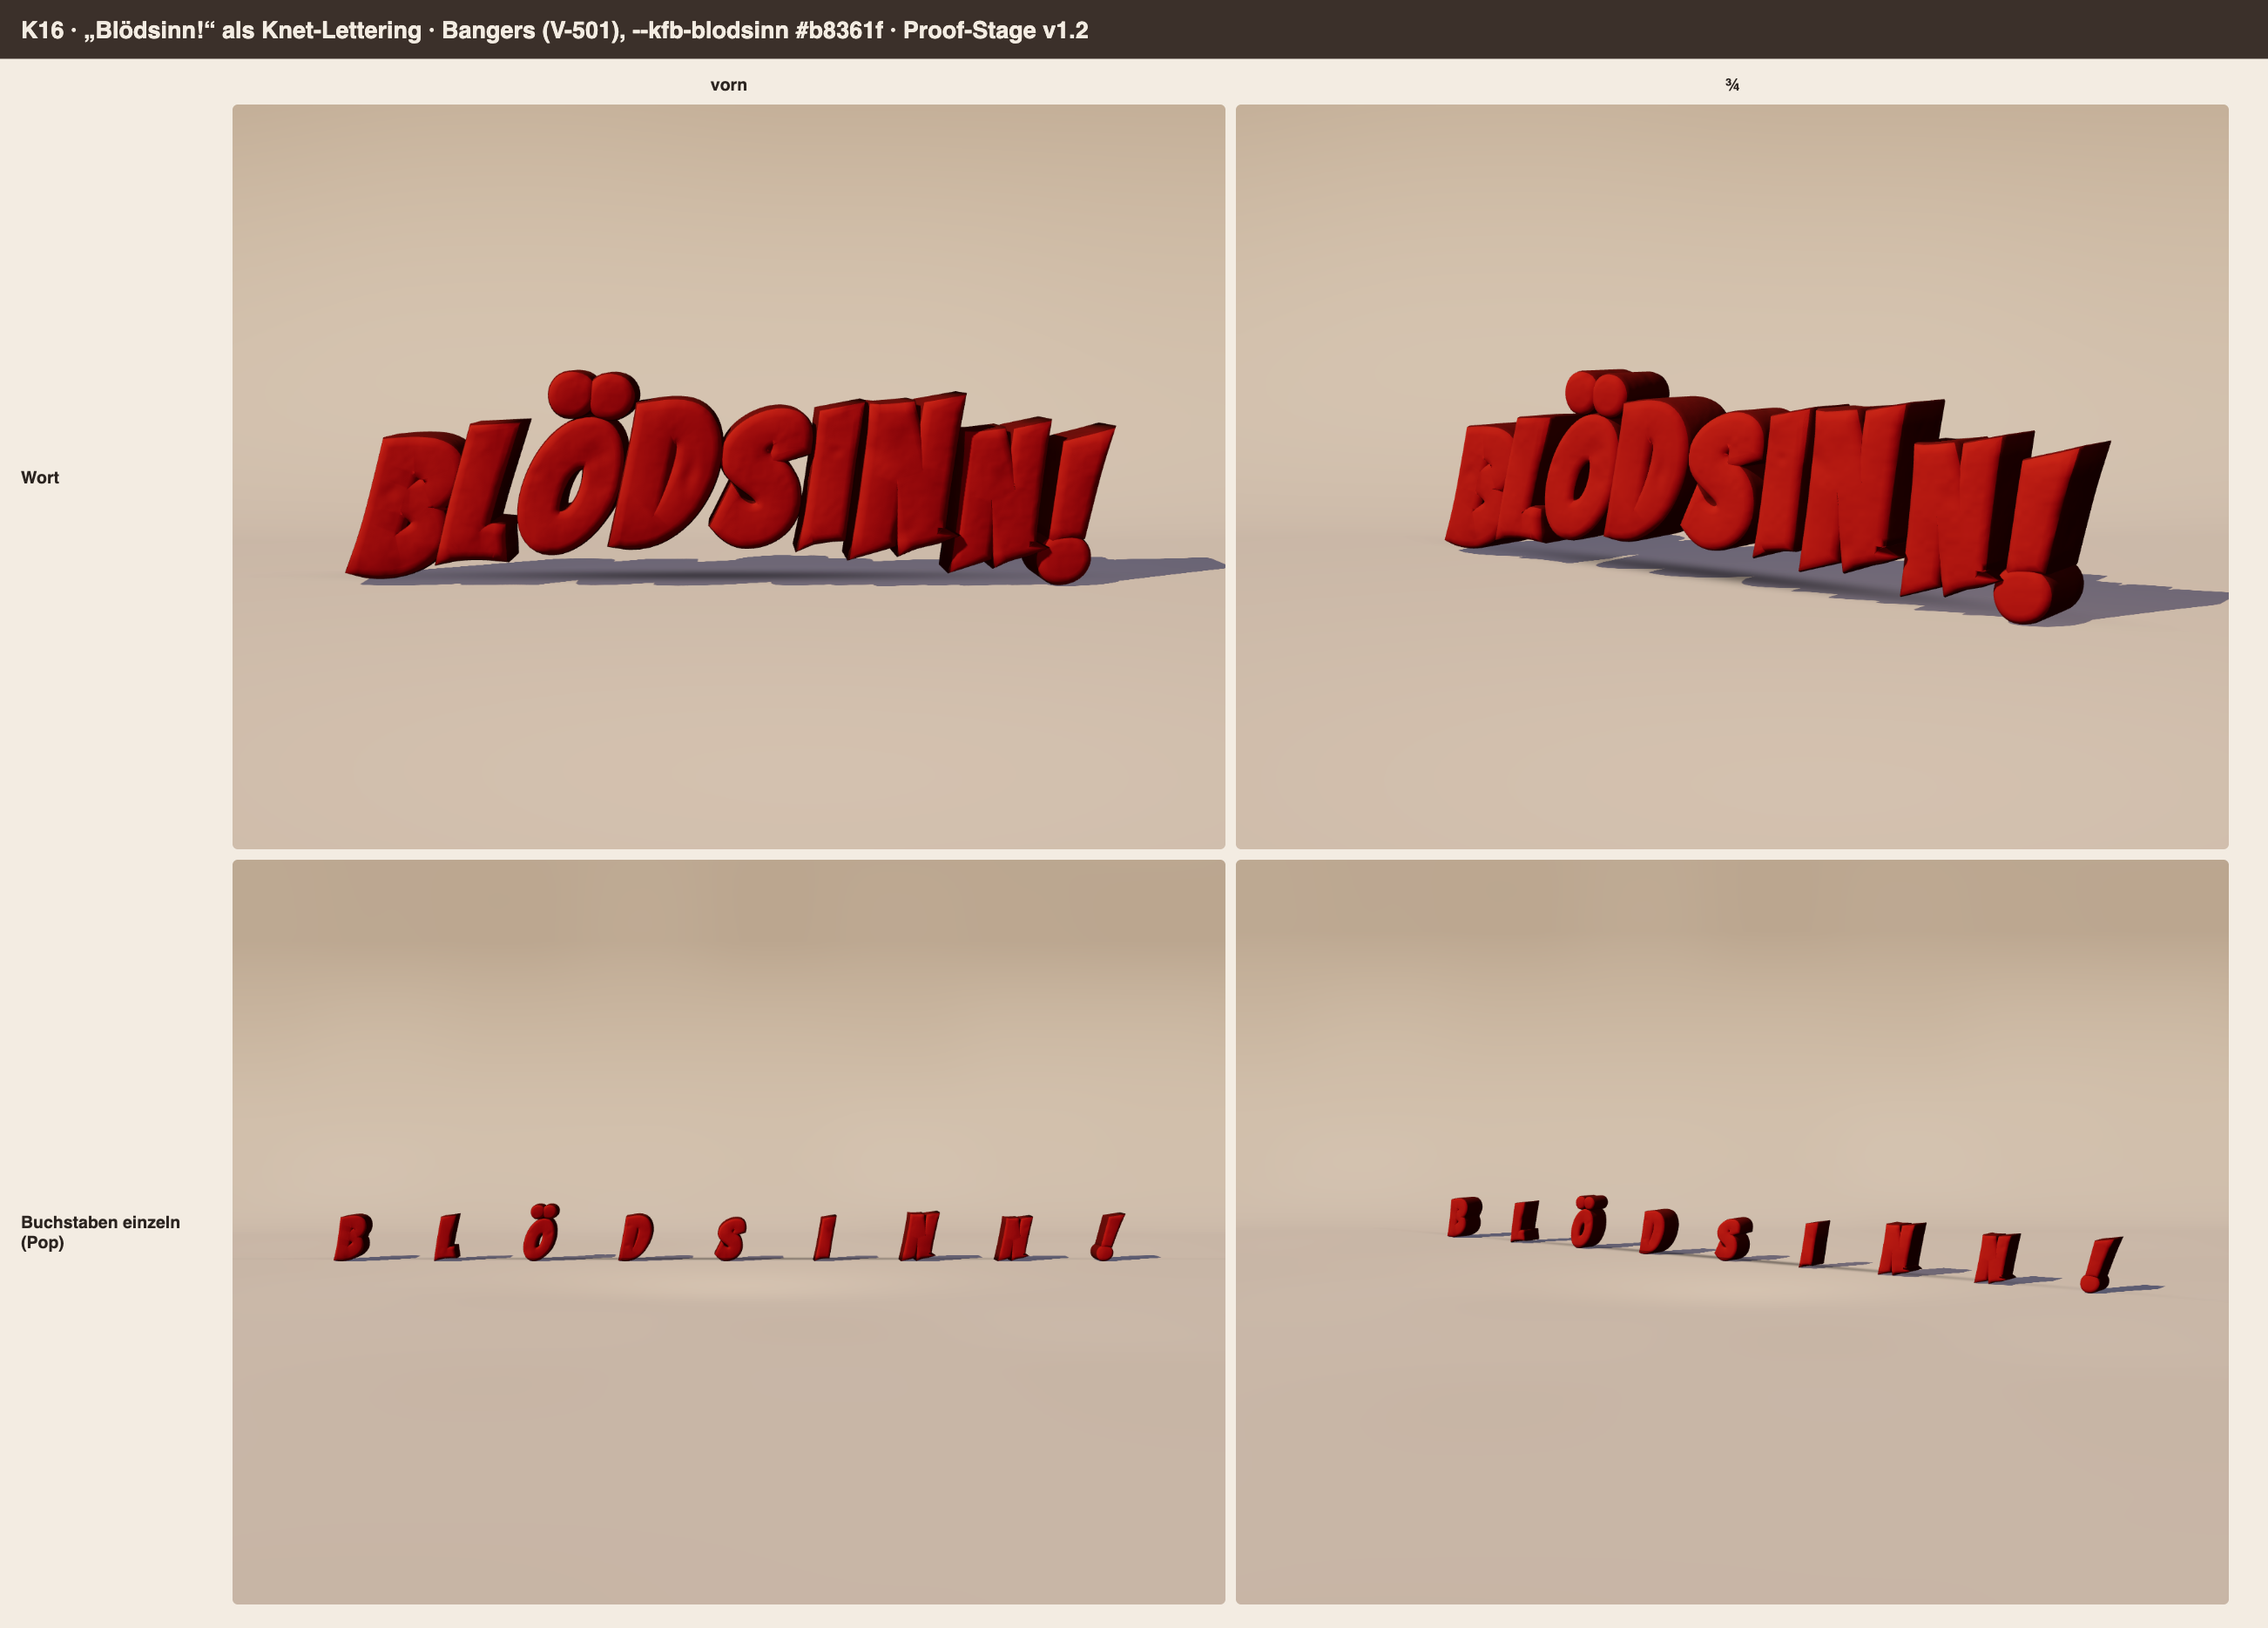 K16 · „Blödsinn!“ als Knet-Lettering · Bangers (V-501), --kfb-blodsinn #b8361f · Proof-Stage v1.2
vorn
¾
Wort
BLÖDSINN!
BLÖDSINN!
Buchstaben einzeln
(Pop)
B L Ö D S I N N !
B L Ö D S I N N !